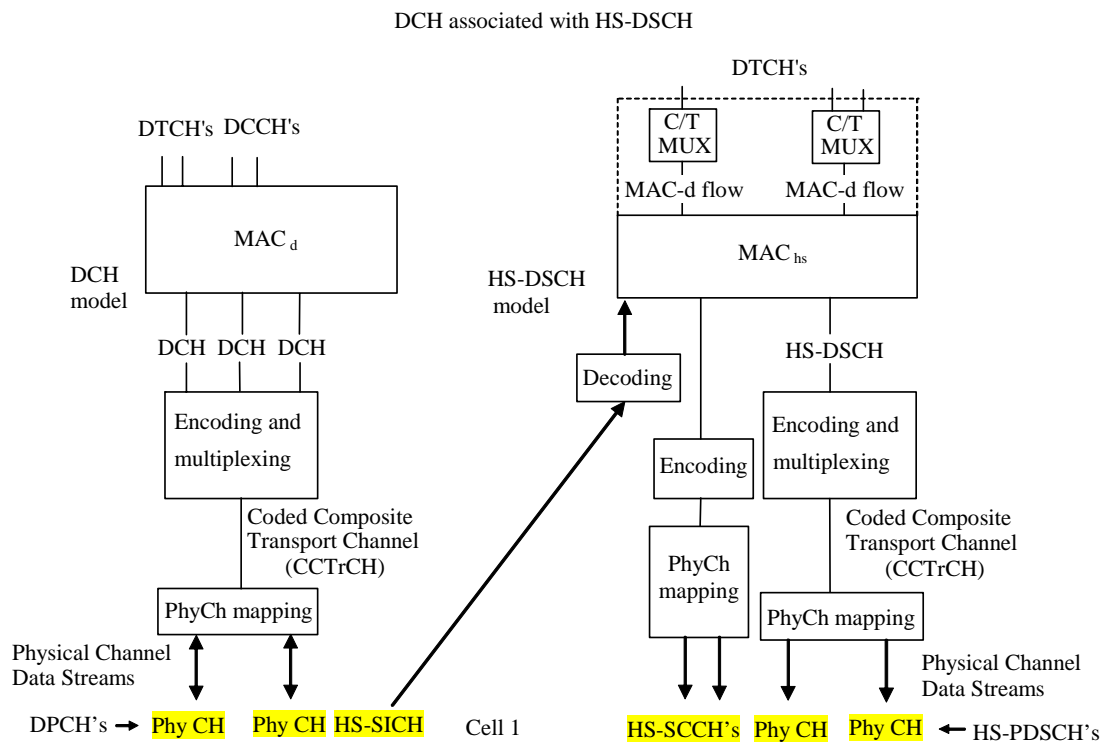 DCH associated with HS-DSCH
DTCH's
DTCH's DCCH's
C/T
MUX
C/T
MUX
MAC-d flow
MAC-d flow
MAC d
MAC hs
DCH
model
HS-DSCH
model
DCH DCH DCH
HS-DSCH
Decoding
Encoding and
multiplexing
Encoding
Encoding and
multiplexing
Coded Composite
Transport Channel
(CCTrCH)
Coded Composite
Transport Channel
(CCTrCH)
PhyCh
mapping
PhyCh mapping
PhyCh mapping
Physical Channel
Data Streams
Physical Channel
Data Streams
DPCH's Phy CH Phy CH HS-SICH Cell 1 HS-SCCH's Phy CH Phy CH HS-PDSCH's